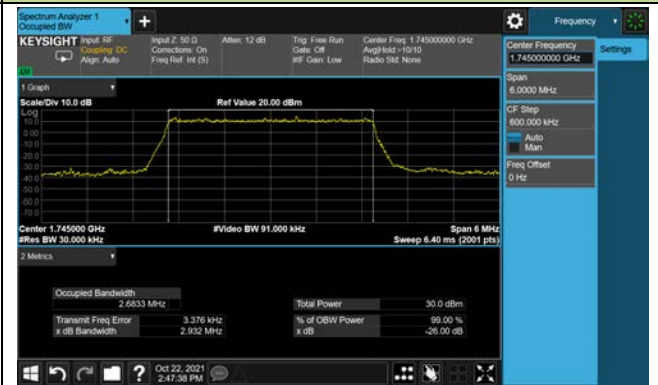 Spectrum Analyzer 1
Occupied BW
Frequency
KEYSIGHT
Input: RF
Coupling: DC
Align: Auto
Input Z: 50 Ω
Corrections: On
Freq Ref: Int (S)
Atten: 12 dB
Trig: Free Run
Gate: Off
#IF Gain: Low
Center Freq: 1.745000000 GHz
Avg|Hold:>10/10
Radio Std: None
Center Frequency
1.745000000 GHz
Settings
Span
6.0000 MHz
CF Step
600.000 kHz
Auto
Man
Freq Offset
0 Hz
1 Graph
Scale/Div 10.0 dB
Ref Value 20.00 dBm
Log
10.0
0.00
-10.0
-20.0
-30.0
-40.0
-50.0
-60.0
-70.0
Center 1.745000 GHz
#Video BW 91.000 kHz
Span 6 MHz
#Res BW 30.000 kHz
Sweep 6.40 ms (2001 pts)
2 Metrics
Occupied Bandwidth
2.6833 MHz
Total Power 30.0 dBm
Transmit Freq Error 3.376 kHz
% of OBW Power 99.00 %
x dB Bandwidth 2.932 MHz
x dB -26.00 dB
Oct 22, 2021
2:47:38 PM